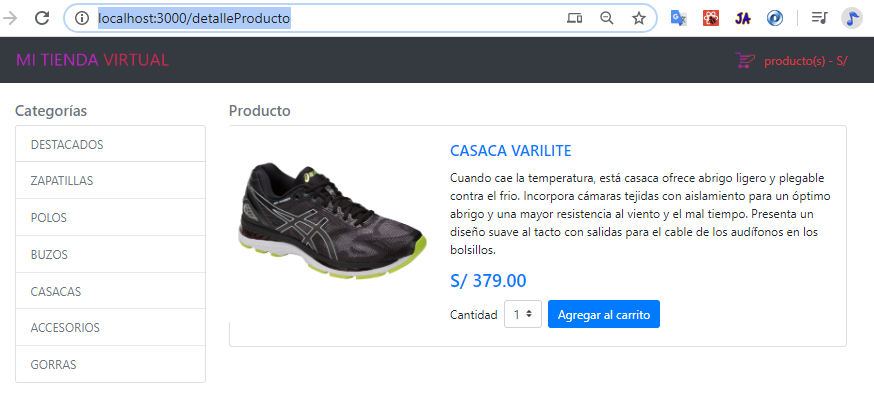 localhost:3000/detalleProducto
MI TIENDA VIRTUAL
producto(s) - S/
Categorías
DESTACADOS
ZAPATILLAS
POLOS
BUZOS
CASACAS
ACCESORIOS
GORRAS
Producto
CASACA VARILITE
Cuando cae la temperatura, está casaca ofrece abrigo ligero y plegable
contra el frio. Incorpora cámaras tejidas con aislamiento para un óptimo
abrigo y una mayor resistencia al viento y el mal tiempo. Presenta un
diseño suave al tacto con salidas para el cable de los audífonos en los
bolsillos.
S/ 379.00
Cantidad 1 Agregar al carrito